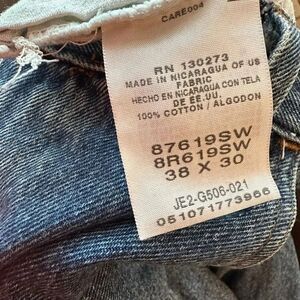 CARE004
RN 130273
MADE IN NICARAGUA OF US
FABRIC
HECHO EN NICARAGUA CON TELA
DE EE.UU.
100% COTTON / ALGODON
87619SW
8R619SW
38 X 30
JE2-G506-021
051071773966